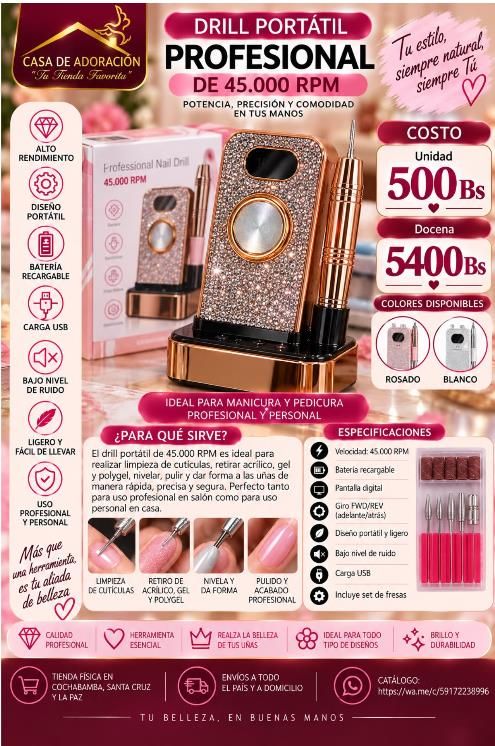 CASA DE ADORACIÓN
"Tu Tienda Favorita"
DRILL PORTÁTIL
PROFESIONAL
DE 45.000 RPM
POTENCIA, PRECISIÓN Y COMODIDAD
EN TUS MANOS
Tu estilo,
siempre natural,
siempre Tú
ALTO
RENDIMIENTO
DISEÑO
PORTÁTIL
BATERÍA
RECARGABLE
CARGA USB
BAJO NIVEL
DE RUIDO
LIGERO Y
FÁCIL DE LLEVAR
USO
PROFESIONAL
Y PERSONAL
Más que
una herramienta,
es tu aliada
de belleza
Professional Nail Drill
45.000 RPM
COSTO
Unidad
500Bs
Docena
5400Bs
COLORES DISPONIBLES
ROSADO
BLANCO
IDEAL PARA MANICURA Y PEDICURA
PROFESIONAL Y PERSONAL
¿PARA QUÉ SIRVE?
El drill portátil de 45.000 RPM es ideal para
realizar limpieza de cutículas, retirar acrílico, gel
y polygel, nivelar, pulir y dar forma a las uñas de
manera rápida, precisa y segura. Perfecto tanto
para uso profesional en salón como para uso
personal en casa.
LIMPIEZA
DE CUTÍCULAS
RETIRO DE
ACRÍLICO, GEL
Y POLYGEL
NIVELA Y
DA FORMA
PULIDO Y
ACABADO
PROFESIONAL
ESPECIFICACIONES
Velocidad: 45.000 RPM
Batería recargable
Pantalla digital
Giro FWD/REV
(adelante/atrás)
Diseño portátil y ligero
Bajo nivel de ruido
Carga USB
Incluye set de fresas
CALIDAD
PROFESIONAL
HERRAMIENTA
ESENCIAL
REALZA LA BELLEZA
DE TUS UÑAS
IDEAL PARA TODO
TIPO DE DISEÑOS
BRILLO Y
DURABILIDAD
TIENDA FÍSICA EN
COCHABAMBA, SANTA CRUZ
Y LA PAZ
ENVÍOS A TODO
EL PAÍS Y A DOMICILIO
CATÁLOGO:
https://wa.me/c/59172238996
TU BELLEZA, EN BUENAS MANOS